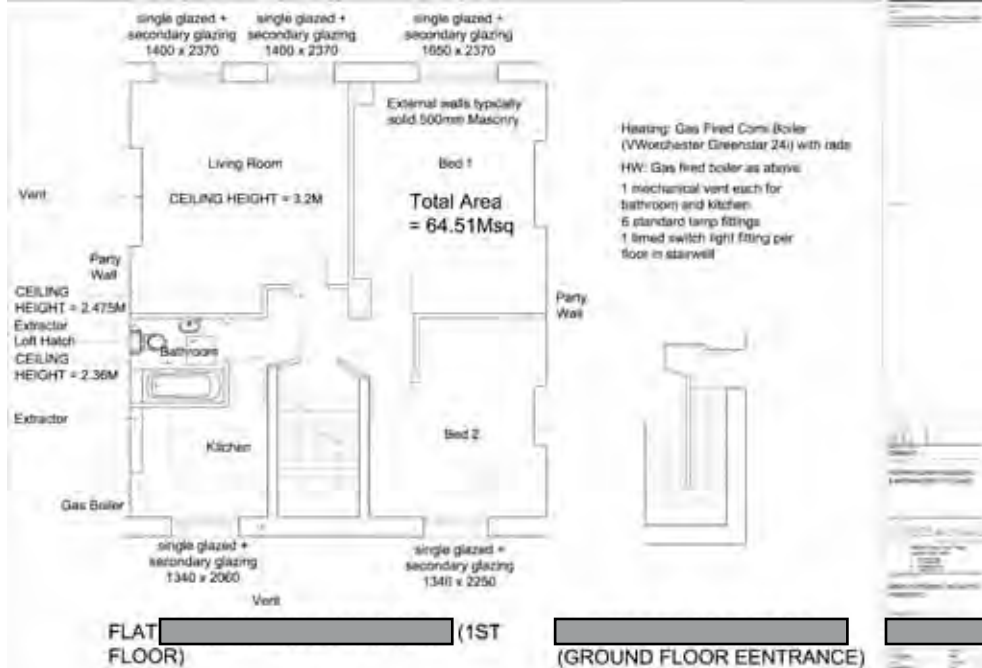 single glazed +
secondary glazing
1400 x 2370
single glazed +
secondary glazing
1400 x 2370
single glazed +
secondary glazing
1650 x 2370
External walls typically
solid 500mm Masonry
Living Room
CEILING HEIGHT = 3.2M
Bed 1
Total Area
= 64.51Msq
Heating: Gas Fired Comi Boiler
(VWorchester Greenstar 24i) with rads
HW: Gas fired boiler as above
1 mechanical vent each for
bathroom and kitchen
6 standard lamp fittings
1 timed switch light fitting per
floor in stairwell
Vent
Party
Wall
CEILING
HEIGHT = 2.475M
Extractor
Loft Hatch
CEILING
HEIGHT = 2.36M
Extractor
Gas Boiler
Bathroom
Kitchen
Bed 2
Party
Wall
single glazed +
secondary glazing
1340 x 2060
single glazed +
secondary glazing
1340 x 2250
Vent
FLAT (1ST
FLOOR)
(GROUND FLOOR EENTRANCE)